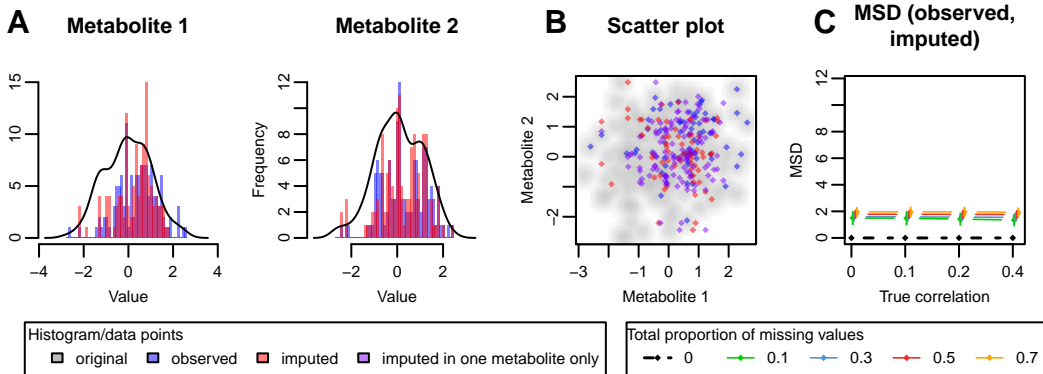 A
Metabolite 1
Metabolite 2
B
Scatter plot
C
MSD (observed,
imputed)
0
5
10
15
−4
−2
0
2
4
Value
Frequency
0
2
4
6
8
12
−2
0
2
Value
Metabolite 2
−2
0
1
2
−3
−1
0
1
2
Metabolite 1
MSD
0
2
4
6
8
12
0
0.1
0.2
0.4
True correlation
Histogram/data points
original
observed
imputed
imputed in one metabolite only
Total proportion of missing values
0
0.1
0.3
0.5
0.7